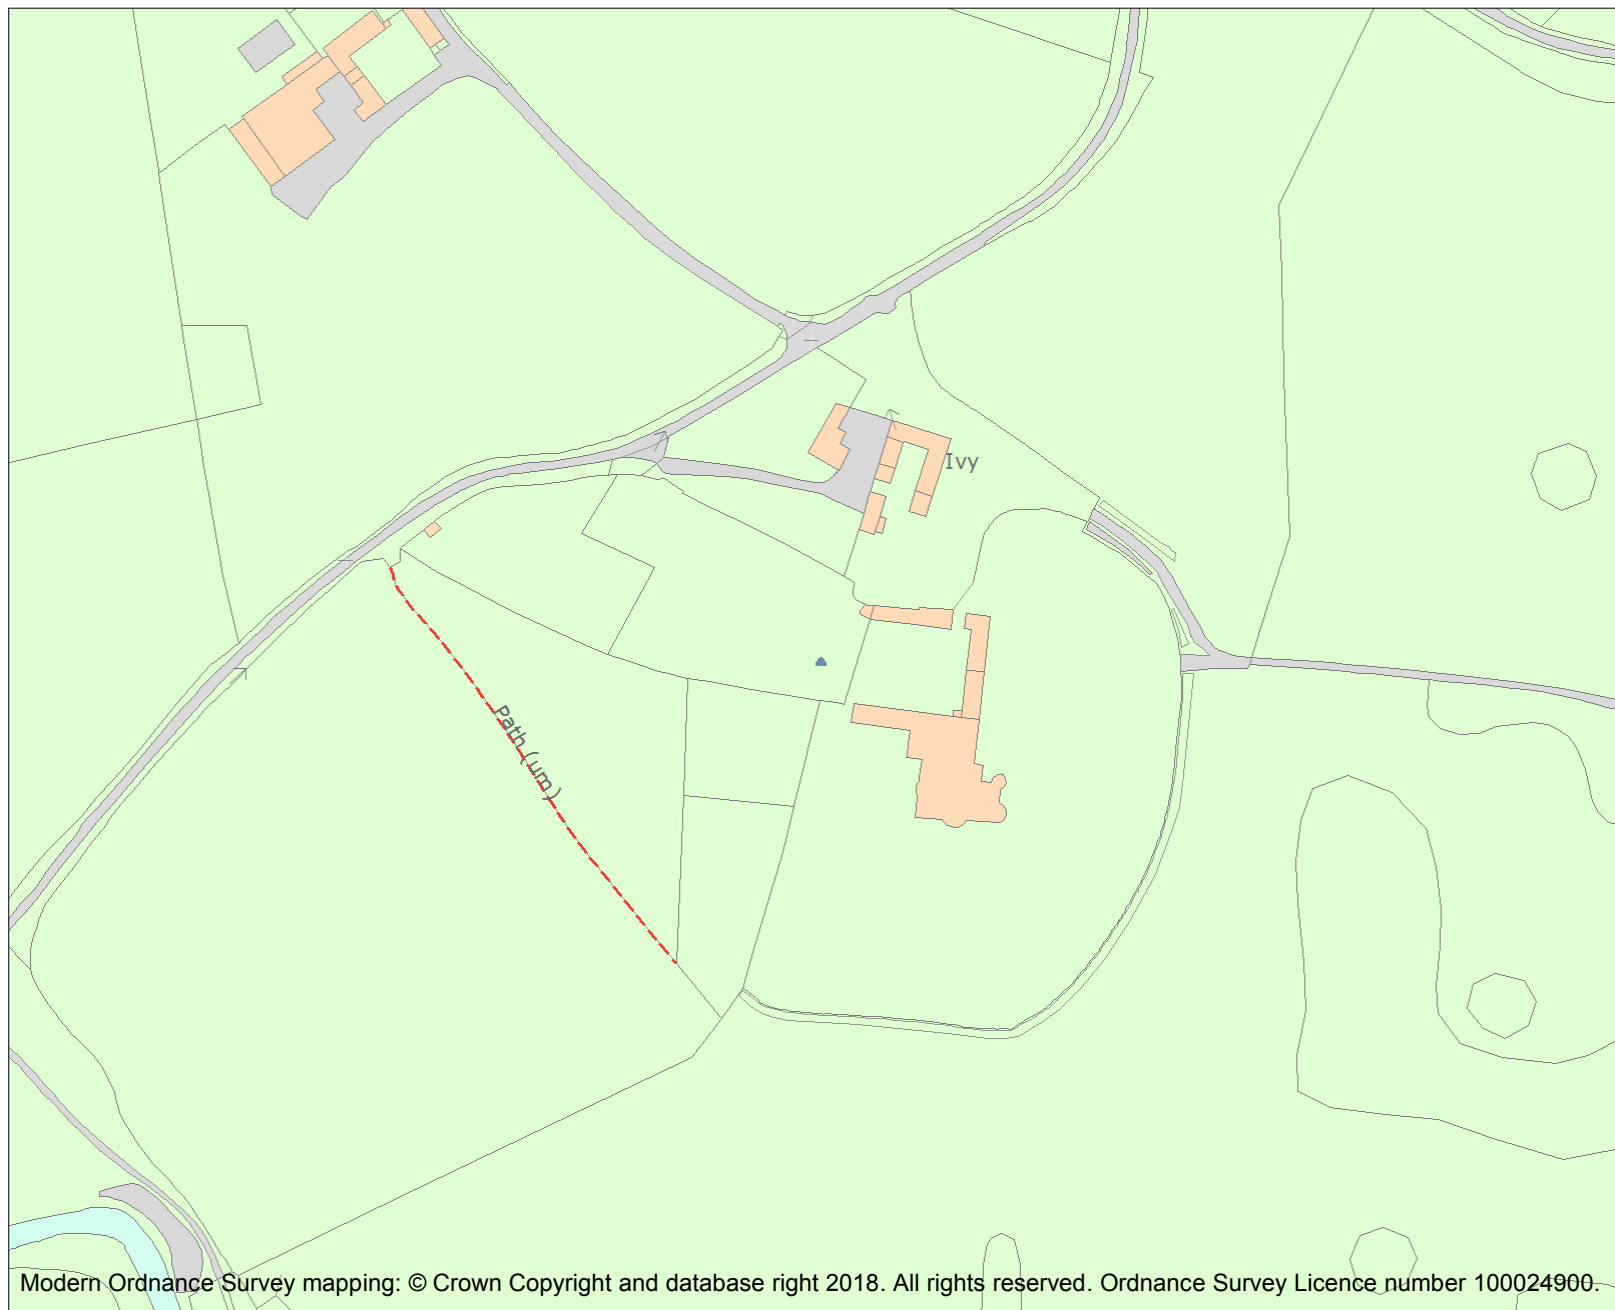 Ivy
Path (um)
Modern Ordnance Survey mapping: © Crown Copyright and database right 2018. All rights reserved. Ordnance Survey Licence number 100024900.